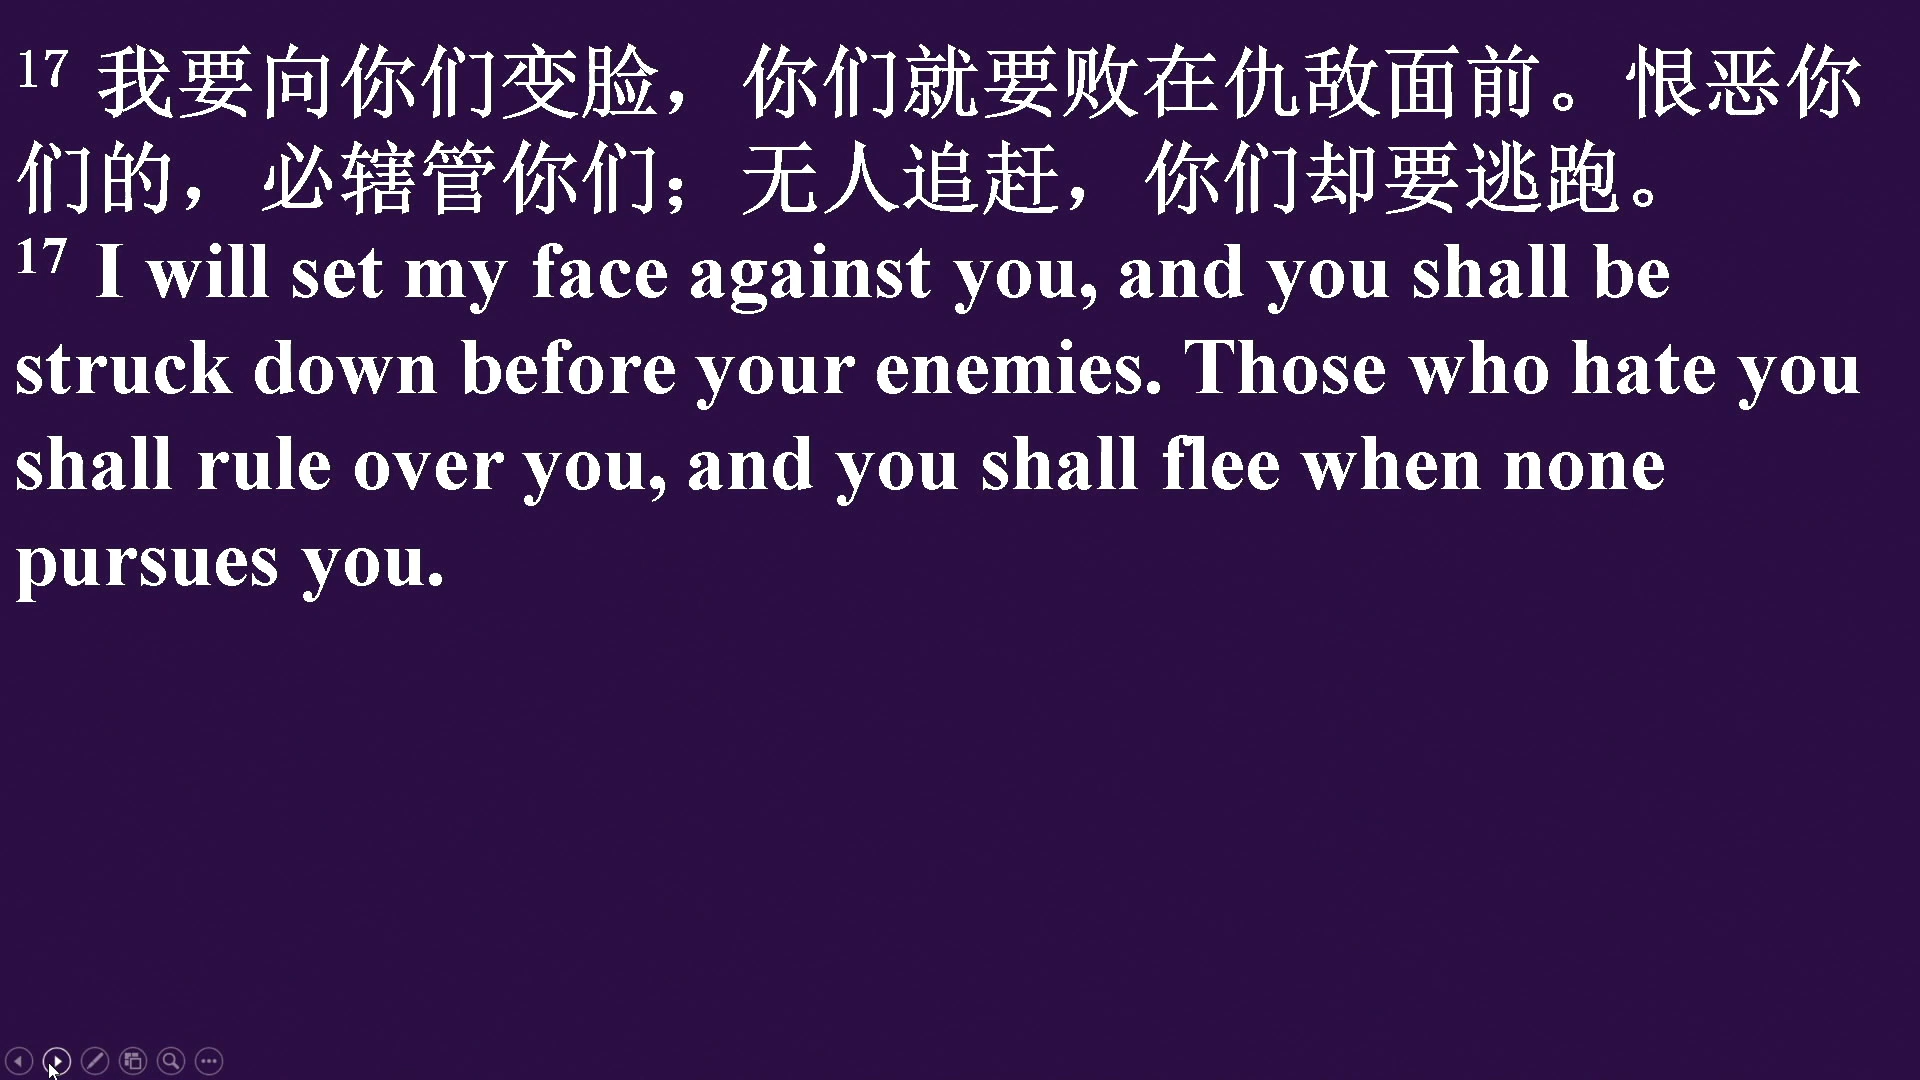 17 我要向你们变脸，你们就要败在仇敌面前。恨恶你
们的，必辖管你们；无人追赶，你们却要逃跑。
17 I will set my face against you, and you shall be
struck down before your enemies. Those who hate you
shall rule over you, and you shall flee when none
pursues you.